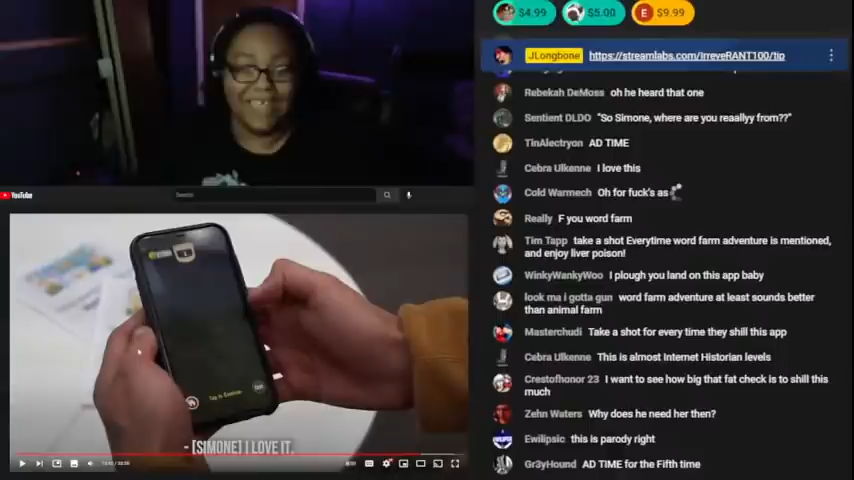 $4.99 $5.00 E $9.99
JLongbone https://streamlabs.com/IrreveRANT100/tip
Rebekah DeMoss oh he heard that one
Sentient DLDO "So Simone, where are you reaallyy from??"
TinAlectryon AD TIME
Cebra Ulkenne I love this
Cold Warmech Oh for fuck's as
Really F you word farm
Tim Tapp take a shot Everytime word farm adventure is mentioned,
and enjoy liver poison!
WinkyWankyWoo I plough you land on this app baby
look ma i gotta gun word farm adventure at least sounds better
than animal farm
Masterchudi Take a shot for every time they shill this app
Cebra Ulkenne This is almost Internet Historian levels
Crestofhonor 23 I want to see how big that fat check is to shill this
much
Zehn Waters Why does he need her then?
Ewilipsic this is parody right
Gr3yHound AD TIME for the Fifth time
YouTube
Search
Tap to Continue
- [SIMONE] I LOVE IT.